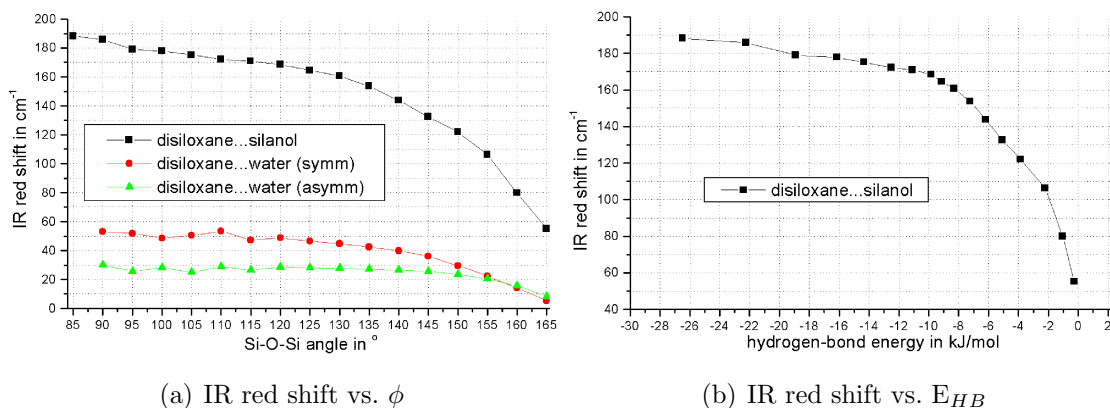 200
180
160
140
120
100
80
60
40
20
0
IR red shift in cm⁻¹
disiloxane...silanol
disiloxane...water (symm)
disiloxane...water (asymm)
85 90 95 100 105 110 115 120 125 130 135 140 145 150 155 160 165
Si-O-Si angle in °
(a) IR red shift vs. ϕ
200
180
160
140
120
100
80
60
40
IR red shift in cm⁻¹
disiloxane...silanol
-30 -28 -26 -24 -22 -20 -18 -16 -14 -12 -10 -8 -6 -4 -2 0 2
hydrogen-bond energy in kJ/mol
(b) IR red shift vs. E_HB